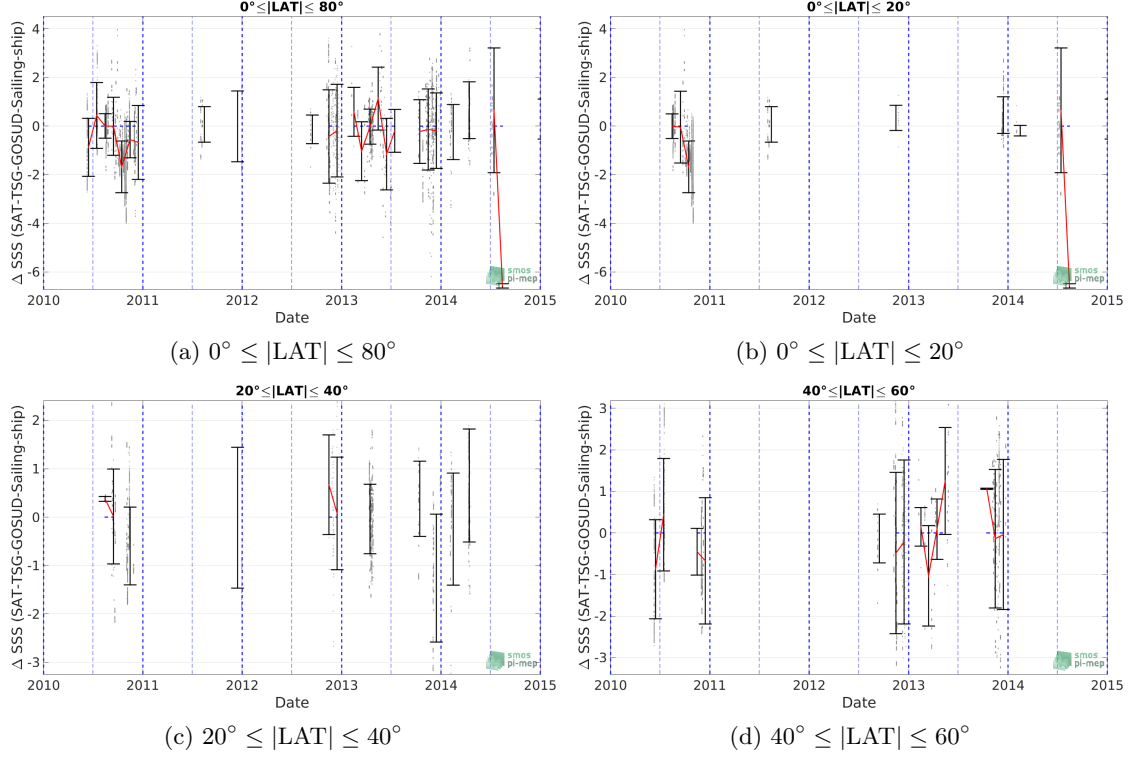 0°≤|LAT|≤ 80°
Δ SSS (SAT-TSG-GOSUD-Sailing-ship)
4
2
0
-2
-4
-6
smos
pi-mep
2010 2011 2012 2013 2014 2015
Date
(a) 0° ≤ |LAT| ≤ 80°
0°≤|LAT|≤ 20°
Δ SSS (SAT-TSG-GOSUD-Sailing-ship)
4
2
0
-2
-4
-6
smos
pi-mep
2010 2011 2012 2013 2014 2015
Date
(b) 0° ≤ |LAT| ≤ 20°
20°≤|LAT|≤ 40°
Δ SSS (SAT-TSG-GOSUD-Sailing-ship)
2
1
0
-1
-2
-3
smos
pi-mep
2010 2011 2012 2013 2014 2015
Date
(c) 20° ≤ |LAT| ≤ 40°
40°≤|LAT|≤ 60°
Δ SSS (SAT-TSG-GOSUD-Sailing-ship)
3
2
1
0
-1
-2
-3
smos
pi-mep
2010 2011 2012 2013 2014 2015
Date
(d) 40° ≤ |LAT| ≤ 60°